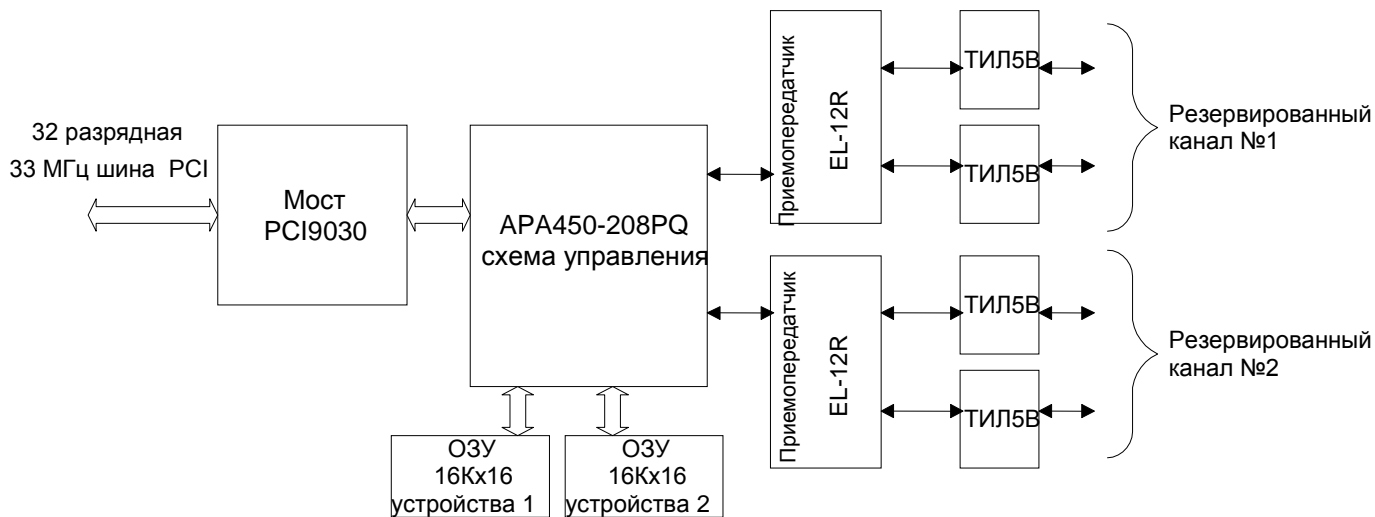 32 разрядная
33 МГц шина PCI
Мост
PCI9030
APA450-208PQ
схема управления
ОЗУ
16Кх16
устройства 1
ОЗУ
16Кх16
устройства 2
Приемопередатчик
EL-12R
ТИЛ5В
ТИЛ5В
Резервированный
канал №1
Приемопередатчик
EL-12R
ТИЛ5В
ТИЛ5В
Резервированный
канал №2